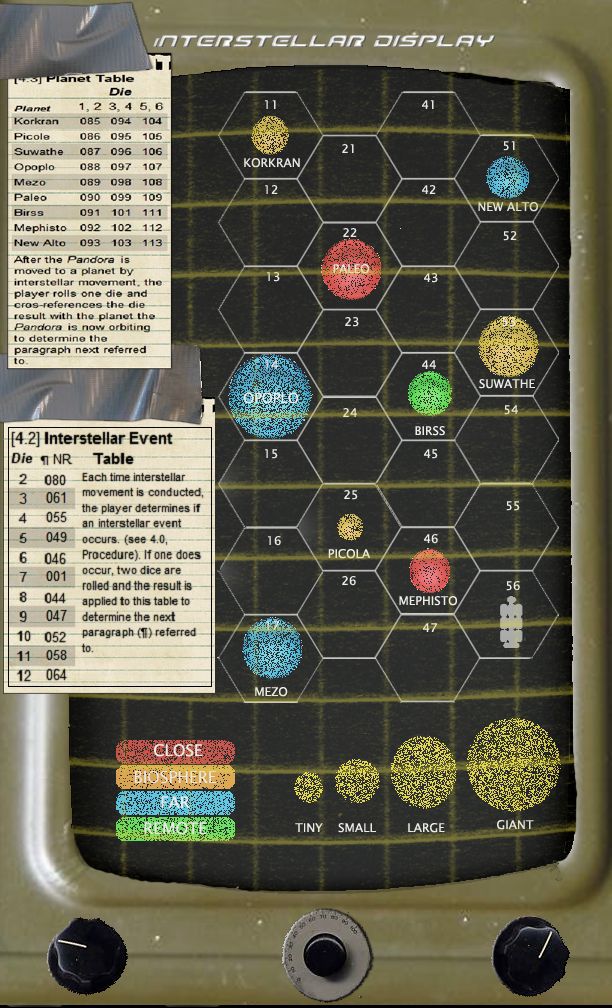 INTERSTELLAR DISPLAY
[4.3] Planet Table
Die
Planet 1, 2 3, 4 5, 6
Korkran 085 094 104
Picole 086 095 105
Suwathe 087 096 106
Opoplo 088 097 107
Mezo 089 098 108
Paleo 090 099 109
Birss 091 101 111
Mephisto 092 102 112
New Alto 093 103 113
After the Pandora is
moved to a planet by
interstellar movement, the
player rolls one die and
cros-references the die
result with the planet the
Pandora is now orbiting
to determine the
paragraph next referred
to.
[4.2] Interstellar Event
Die ¶ NR Table
2 080
3 061
4 055
5 049
6 046
7 001
8 044
9 047
10 052
11 058
12 064
Each time interstellar
movement is conducted,
the player determines if
an interstellar event
occurs. (see 4.0,
Procedure). If one does
occur, two dice are
rolled and the result is
applied to this table to
determine the next
paragraph (¶) referred
to.
11
KORKRAN
41
21
51
NEW ALTO
12
42
22
PALEO
52
13
43
23
53
SUWATHE
14
OPOPLO
44
BIRSS
24
54
15
45
25
PICOLA
55
16
46
MEPHISTO
26
56
17
MEZO
47
CLOSE
BIOSPHERE
FAR
REMOTE
TINY
SMALL
LARGE
GIANT